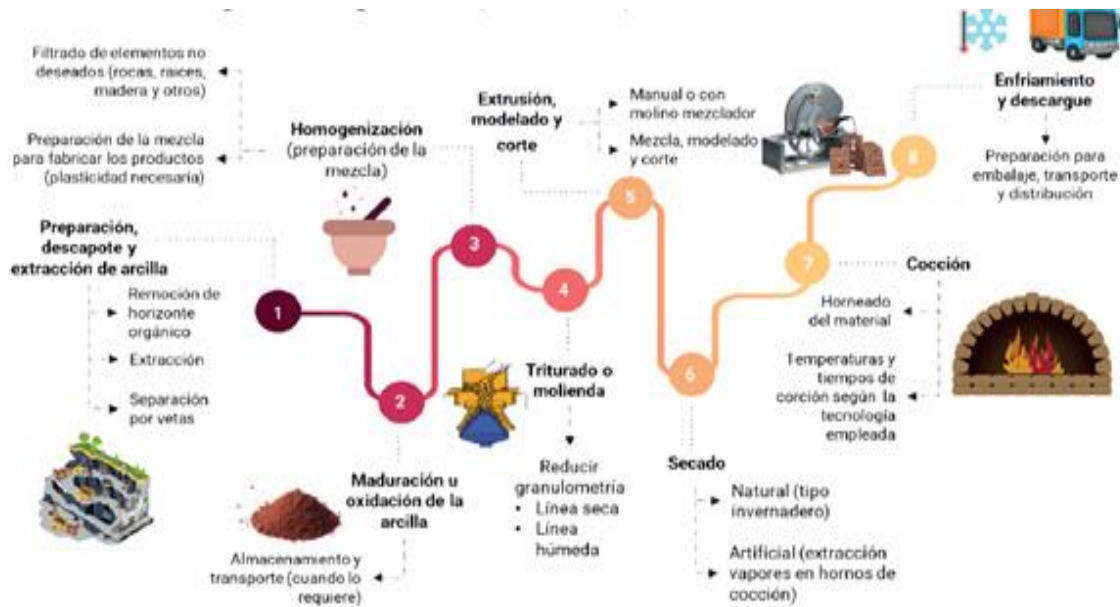 Filtrado de elementos no
deseados (rocas, raices,
madera y otros)
Preparación de la mezcla
para fabricar los productos
(plasticidad necesaria)
Homogenización
(preparación de la
mezcla)
Preparación,
descapote y
extracción de arcilla
Remoción de
horizonte
orgánico
Extracción
Separación
por vetas
1
2
Maduración u
oxidación de la
arcilla
Almacenamiento y
transporte (cuando lo
requiere)
3
4
Triturado o
molienda
Reducir
granulometría
• Línea seca
• Línea
húmeda
Extrusión,
modelado y
corte
Manual o con
molino mezclador
Mezcla, modelado
y corte
5
6
Secado
Natural (tipo
invernadero)
Artificial (extracción
vapores en hornos de
cocción)
7
Cocción
Horneado
del material
Temperaturas y
tiempos de
corción según la
tecnología
empleada
8
Enfriamiento
y descargue
Preparación para
embalaje, transporte
y distribución